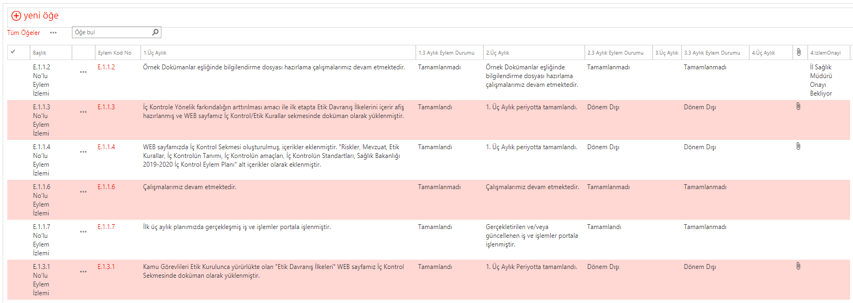 yeni öğe
Tüm Öğeler ••• Öğe bul
Başlık Eylem Kod No. 1.Üç Aylık 1.3 Aylık Eylem Durumu 2.Üç Aylık 2.3 Aylık Eylem Durumu 3.Üç Aylık 3.3 Aylık Eylem Durumu 4.Üç Aylık 4.İzlemOnayi
E.1.1.2 No'lu Eylem İzlemi ••• E.1.1.2 Örnek Dokümanlar eşliğinde bilgilendirme dosyası hazırlama çalışmalarımız devam etmektedir. Tamamlanmadı Örnek Dokümanlar eşliğinde bilgilendirme dosyası hazırlama çalışmalarımız devam etmektedir. Tamamlanmadı Tamamlanmadı İl Sağlık Müdürü Onayı Bekliyor
E.1.1.3 No'lu Eylem İzlemi ••• E.1.1.3 İç Kontrole Yönelik farkındalığın arttırılması amacı ile ilk etapta Etik Davranış İlkelerini içerir afiş hazırlanmış ve WEB sayfamız İç Kontrol/Etik Kurallar sekmesinde doküman olarak yüklenmiştir. Tamamlandı 1. Üç Aylık periyotta tamamlandı. Dönem Dışı Dönem Dışı
E.1.1.4 No'lu Eylem İzlemi ••• E.1.1.4 WEB sayfamızda İç Kontrol Sekmesi oluşturulmuş, içerikler eklenmiştir. "Riskler, Mevzuat, Etik Kurallar, İç Kontrolün Tanımı, İç Kontrolün amaçları, İç Kontrolün Standartları, Sağlık Bakanlığı 2019-2020 İç Kontrol Eylem Planı" alt içerikler olarak eklenmiştir. Tamamlandı 1. Üç Aylık periyotta tamamlandı. Dönem Dışı Dönem Dışı
E.1.1.6 No'lu Eylem İzlemi ••• E.1.1.6 Çalışmalarımız devam etmektedir. Tamamlanmadı Çalışmalarımız devam etmektedir. Tamamlanmadı Tamamlanmadı
E.1.1.7 No'lu Eylem İzlemi ••• E.1.1.7 İlk üç aylık planımızda gerçekleşmiş iş ve işlemler portala işlenmiştir. Tamamlandı Gerçekletirilen ve/veya güncellenen iş ve işlemler portala işlenmiştir. Tamamlandı Tamamlanmadı
E.1.3.1 No'lu Eylem İzlemi ••• E.1.3.1 Kamu Görevlileri Etik Kurulunca yürürlükte olan "Etik Davranış İlkeleri" WEB sayfamız İç Kontrol Sekmesinde doküman olarak yüklenmiştir. Tamamlandı 1. Üç Aylık Periyotta tamamlandı. Dönem Dışı Dönem Dışı